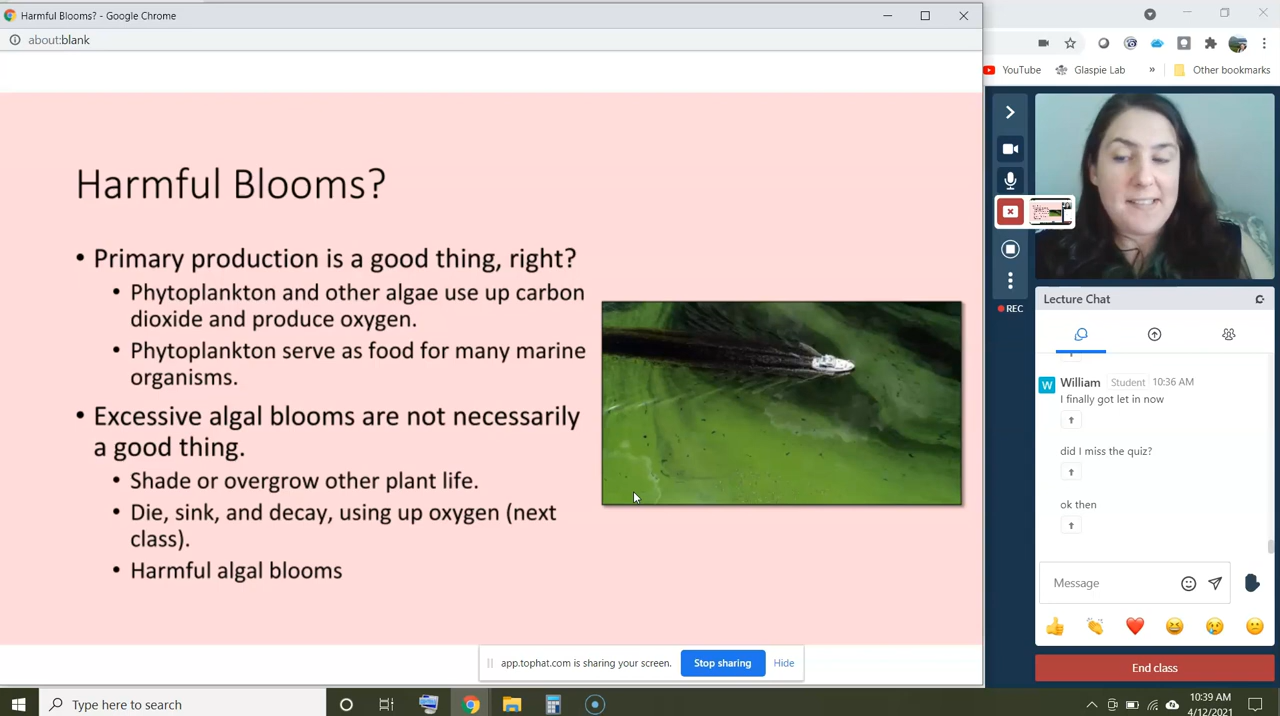 Harmful Blooms? - Google Chrome
about:blank
YouTube
Glaspie Lab
»
Other bookmarks
Harmful Blooms?
• Primary production is a good thing, right?
• Phytoplankton and other algae use up carbon
dioxide and produce oxygen.
• Phytoplankton serve as food for many marine
organisms.
• Excessive algal blooms are not necessarily
a good thing.
• Shade or overgrow other plant life.
• Die, sink, and decay, using up oxygen (next
class).
• Harmful algal blooms
REC
Lecture Chat
W William Student 10:36 AM
I finally got let in now
did I miss the quiz?
ok then
Message
End class
app.tophat.com is sharing your screen. Stop sharing Hide
Type here to search
10:39 AM
4/12/2021